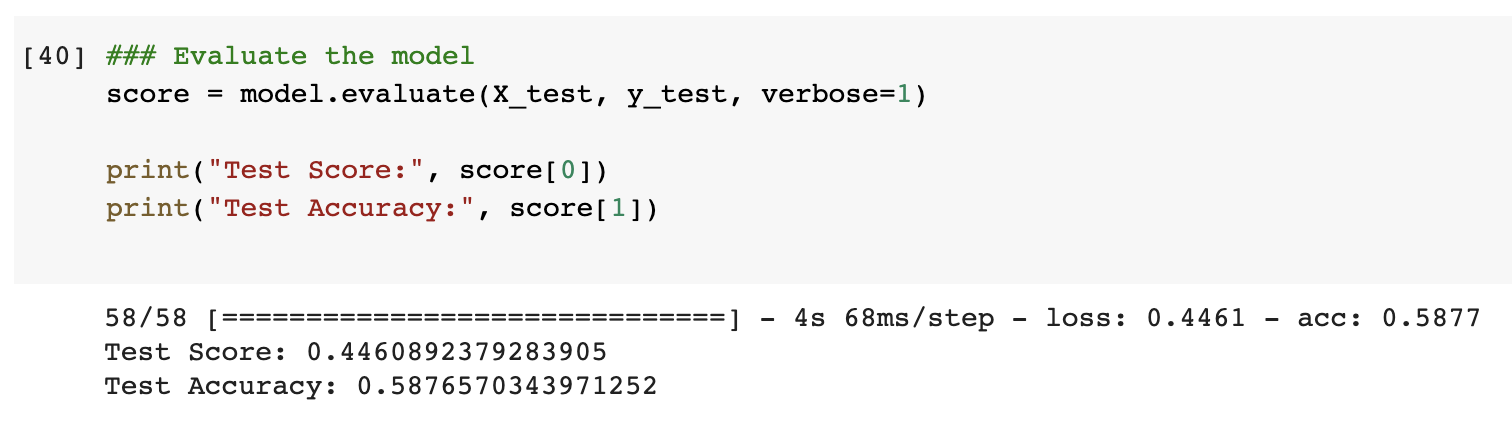 [40] ### Evaluate the model
score = model.evaluate(X_test, y_test, verbose=1)
print("Test Score:", score[0])
print("Test Accuracy:", score[1])
58/58 [==============================] - 4s 68ms/step - loss: 0.4461 - acc: 0.5877
Test Score: 0.4460892379283905
Test Accuracy: 0.5876570343971252